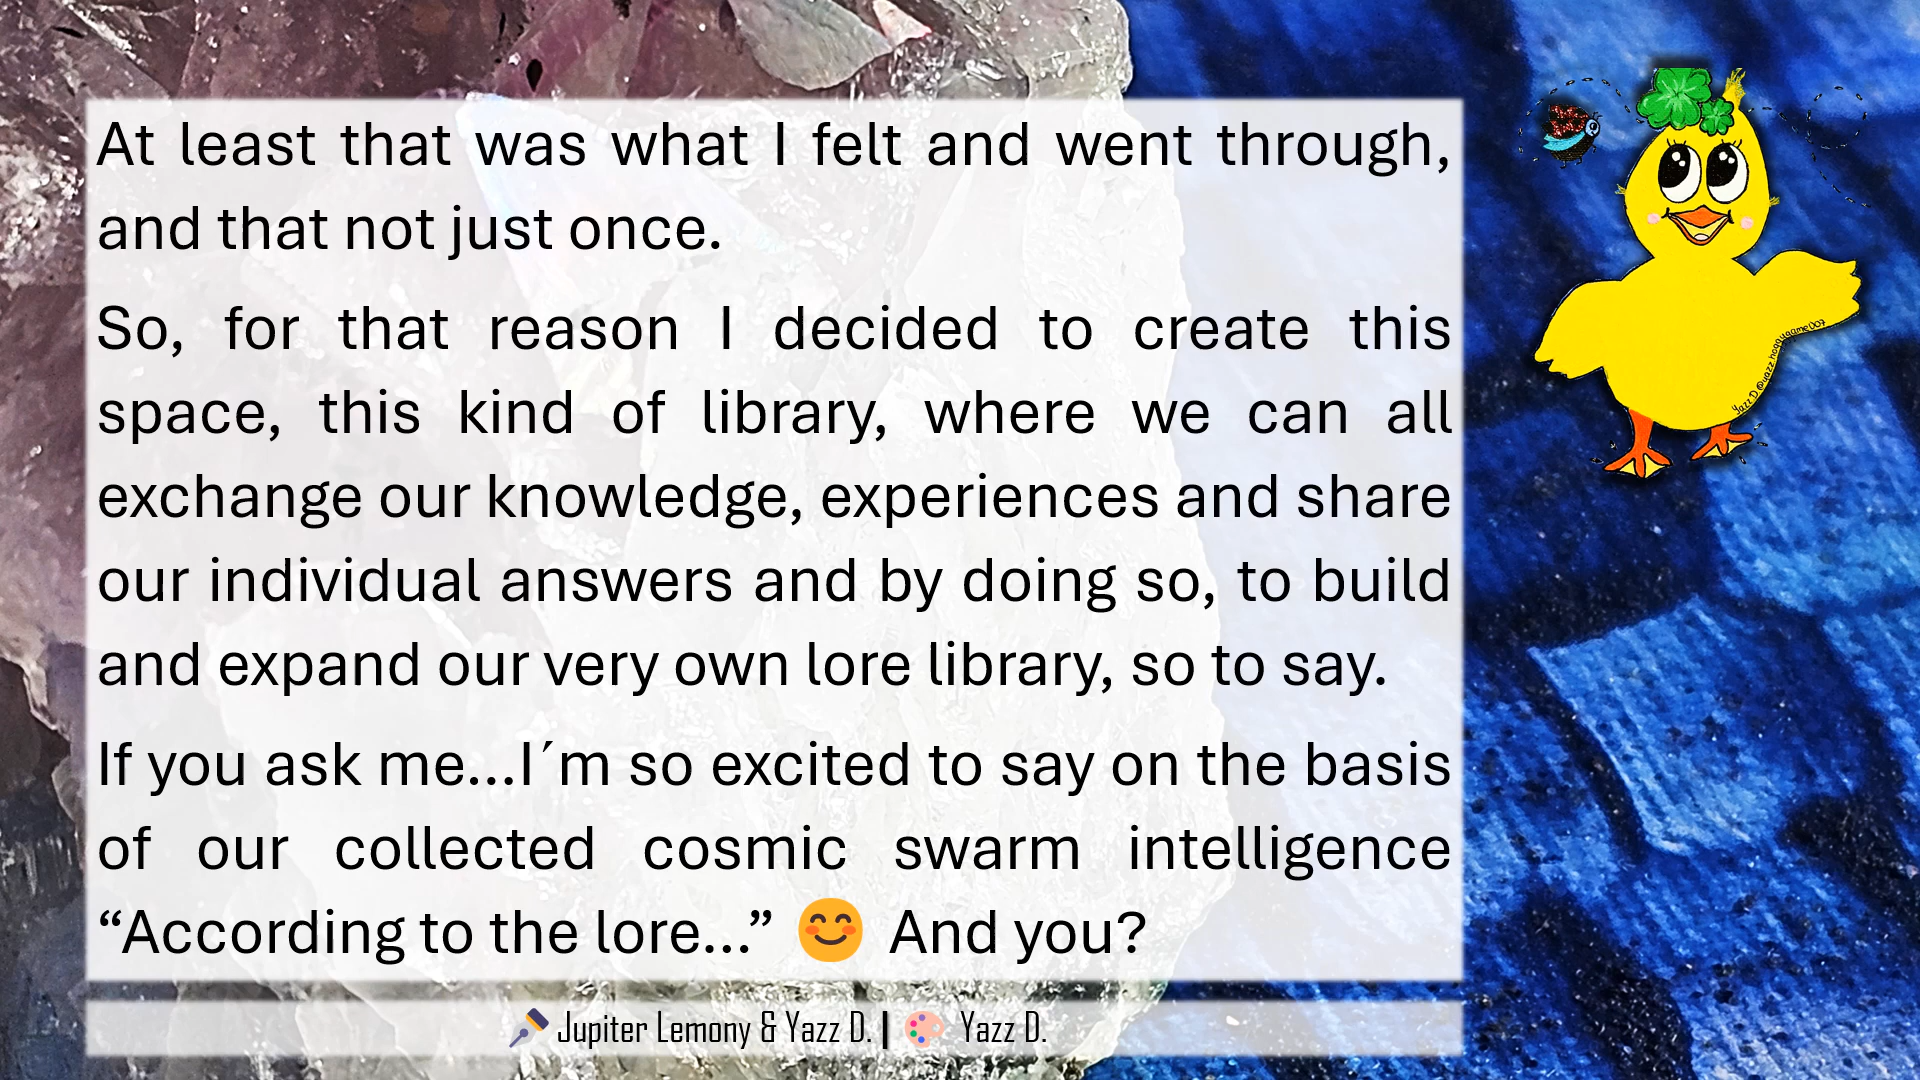 At least that was what I felt and went through,
and that not just once.
So, for that reason I decided to create this
space, this kind of library, where we can all
exchange our knowledge, experiences and share
our individual answers and by doing so, to build
and expand our very own lore library, so to say.
If you ask me...I´m so excited to say on the basis
of our collected cosmic swarm intelligence
“According to the lore...” 😊 And you?
Jupiter Lemony & Yazz D. | Yazz D.
Yazz D